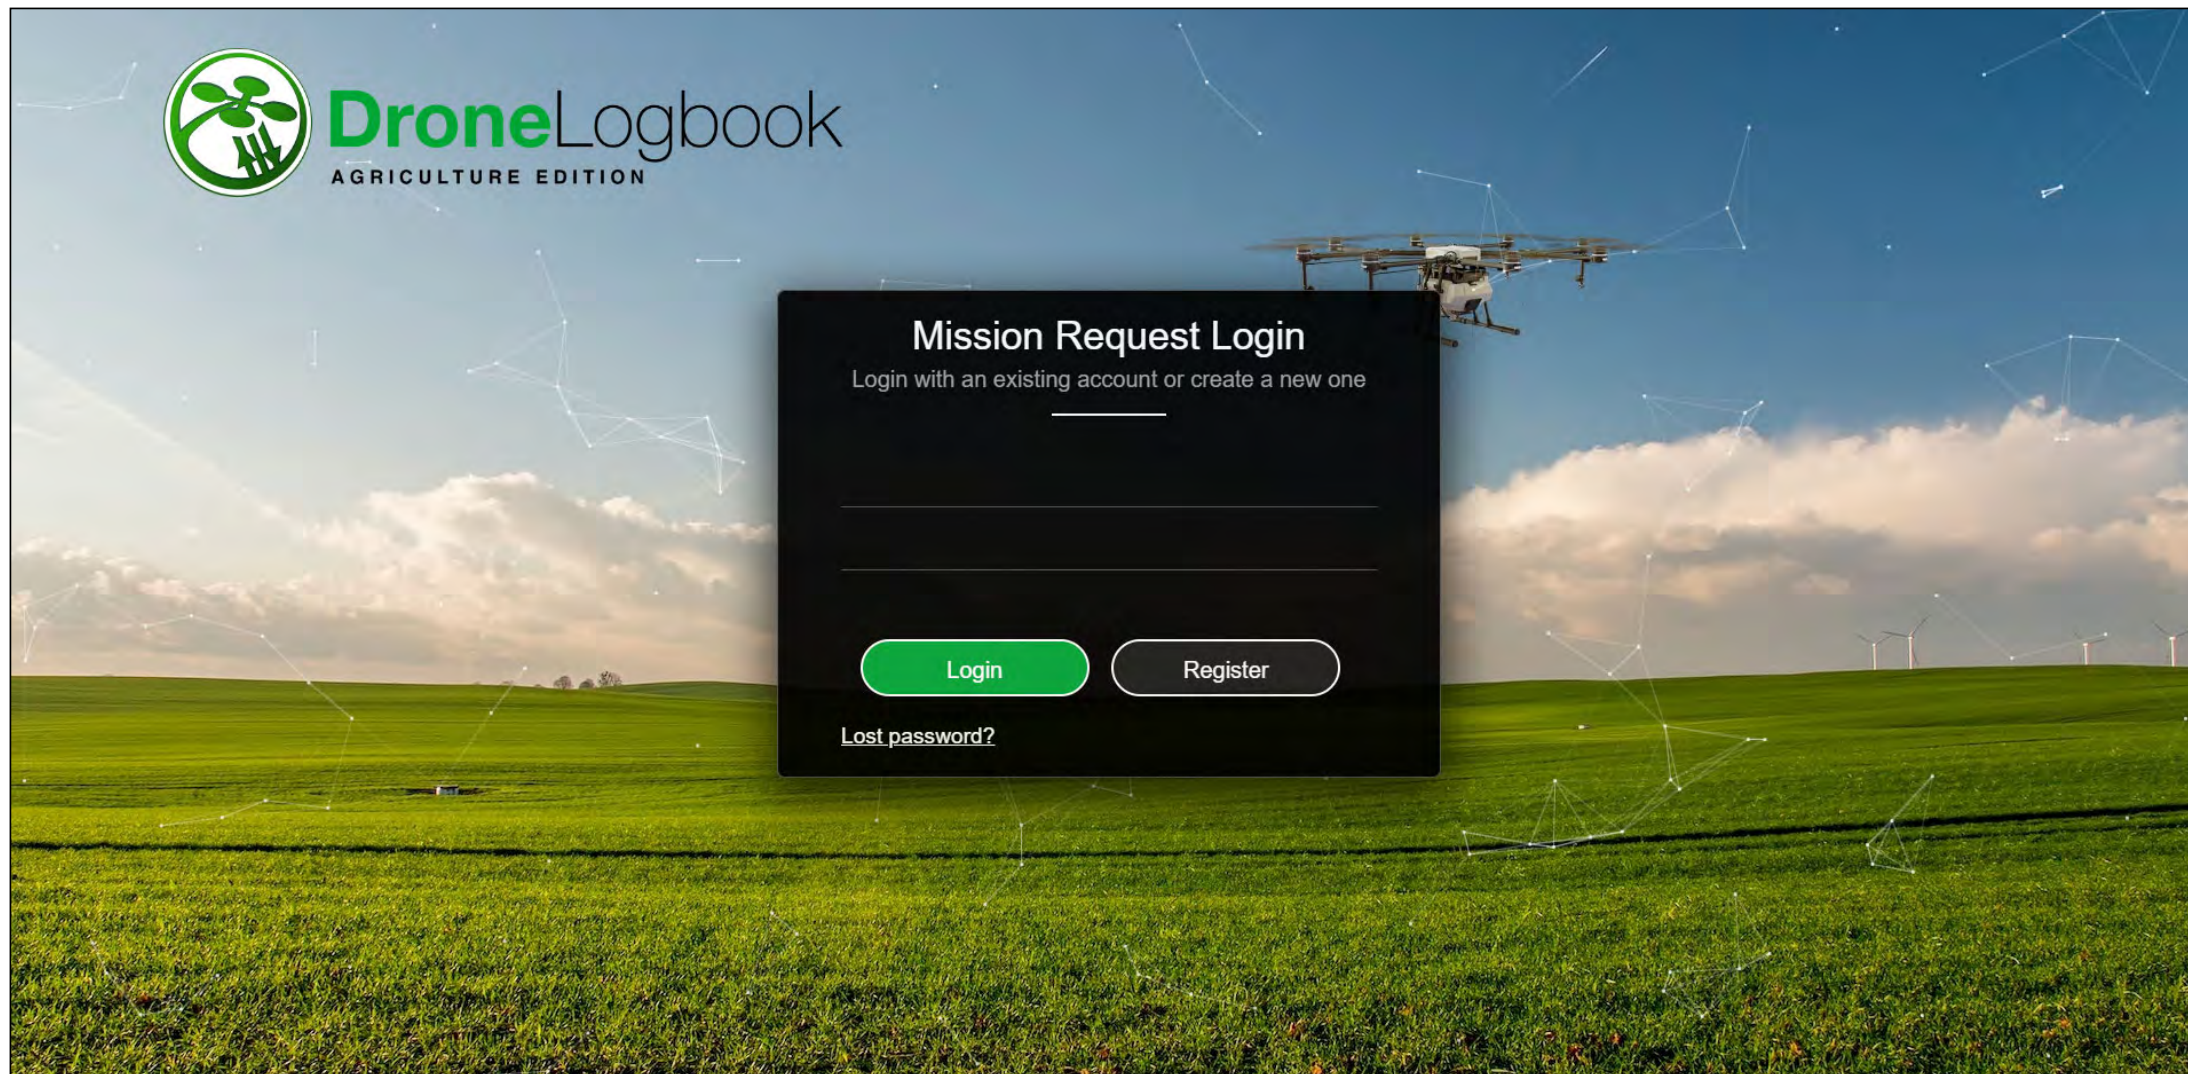 DroneLogbook
AGRICULTURE EDITION
Mission Request Login
Login with an existing account or create a new one
Login
Register
Lost password?